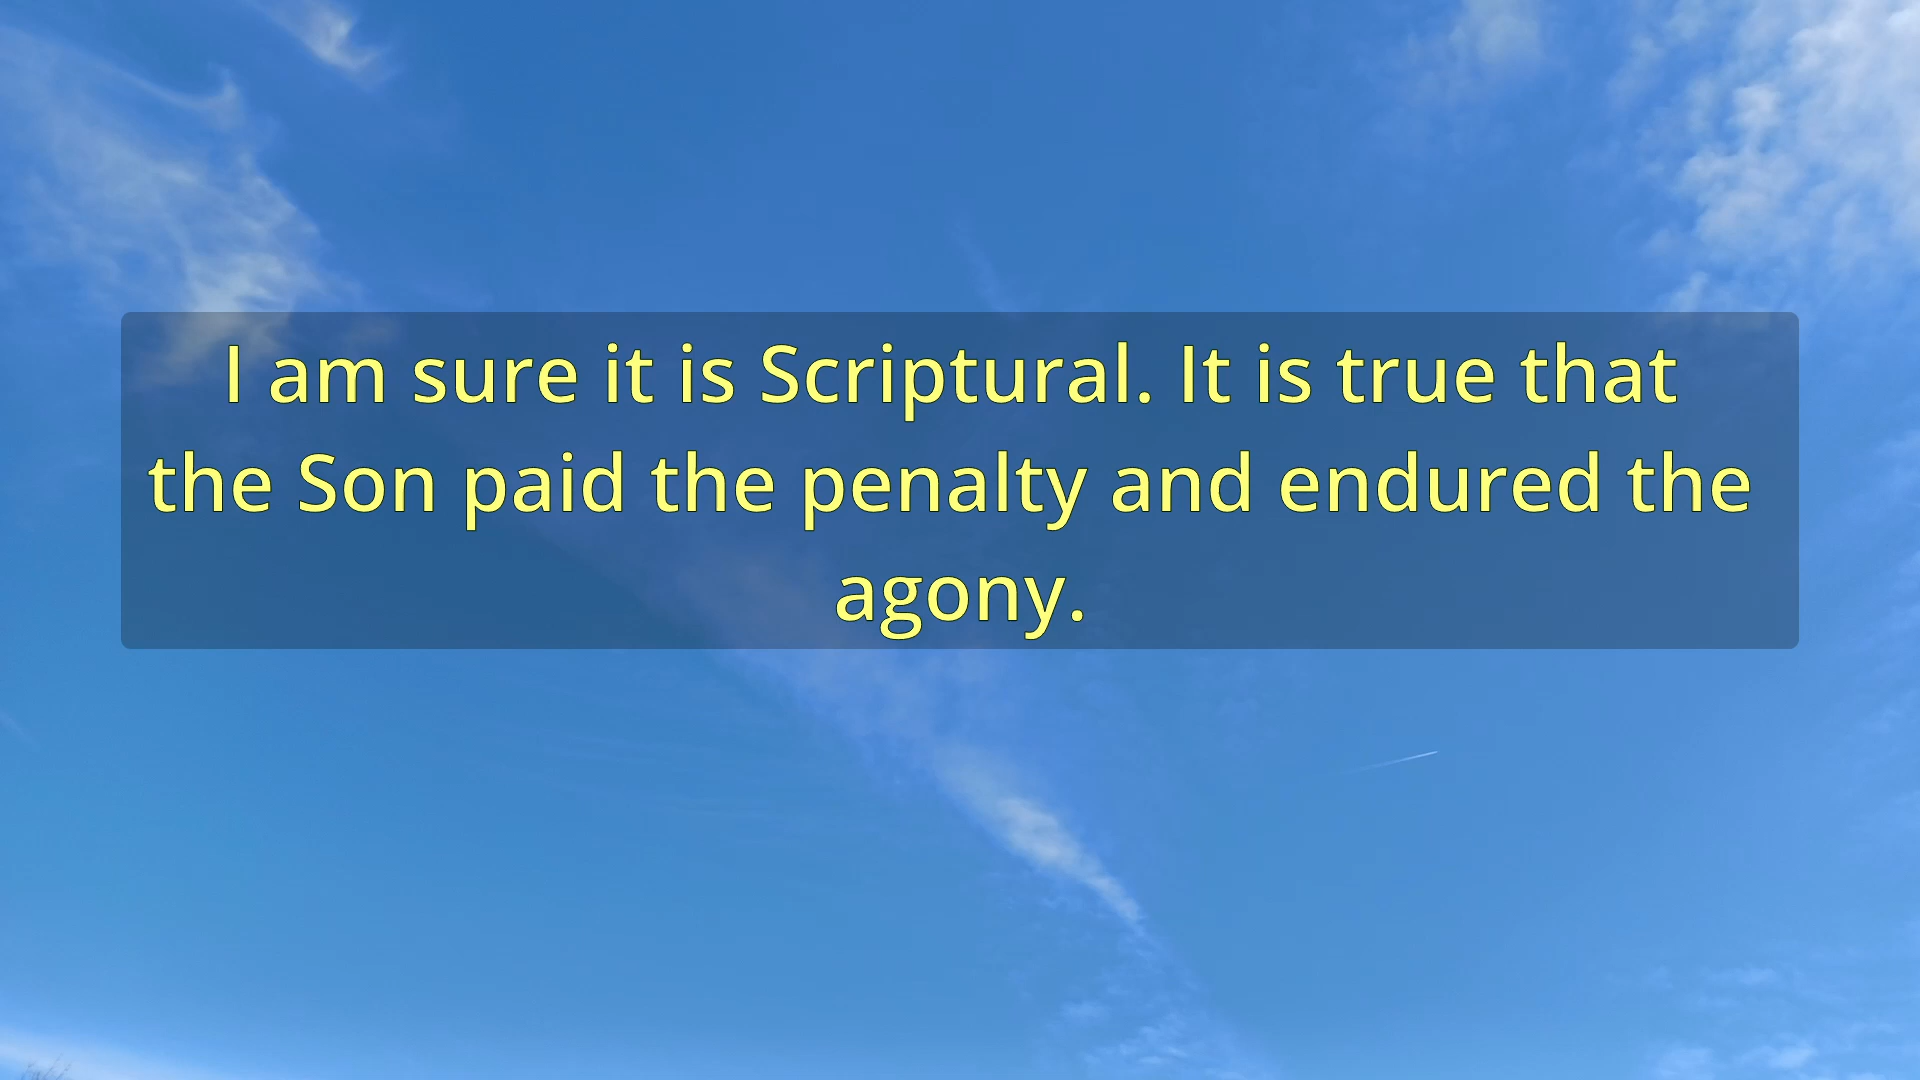 I am sure it is Scriptural. It is true that
the Son paid the penalty and endured the
agony.